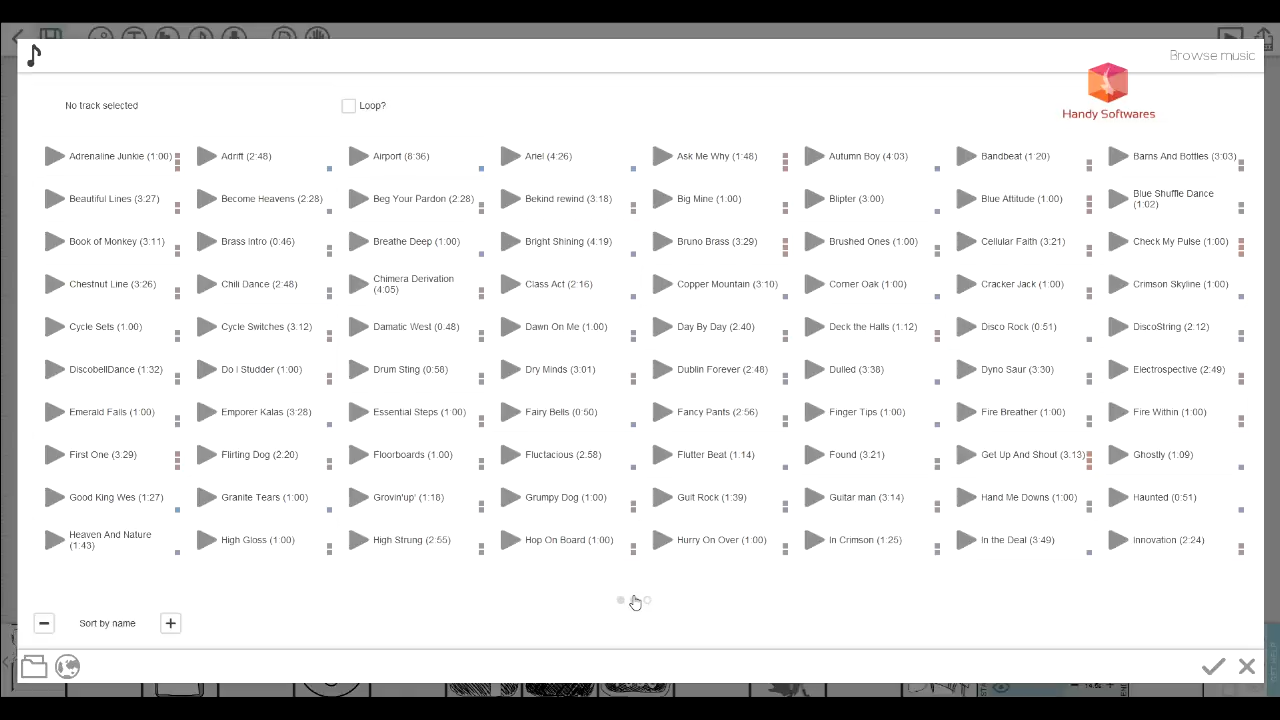 Browse music
No track selected
Loop?
Handy Softwares
Adrenaline Junkie (1:00)
Adrift (2:48)
Airport (8:36)
Ariel (4:26)
Ask Me Why (1:48)
Autumn Boy (4:03)
Bandbeat (1:20)
Barns And Bottles (3:03)
Beautiful Lines (3:27)
Become Heavens (2:28)
Beg Your Pardon (2:28)
Bekind rewind (3:18)
Big Mine (1:00)
Blipter (3:00)
Blue Attitude (1:00)
Blue Shuffle Dance
(1:02)
Book of Monkey (3:11)
Brass Intro (0:46)
Breathe Deep (1:00)
Bright Shining (4:19)
Bruno Brass (3:29)
Brushed Ones (1:00)
Cellular Faith (3:21)
Check My Pulse (1:00)
Chestnut Line (3:26)
Chili Dance (2:48)
Chimera Derivation
(4:05)
Class Act (2:16)
Copper Mountain (3:10)
Corner Oak (1:00)
Cracker Jack (1:00)
Crimson Skyline (1:00)
Cycle Sets (1:00)
Cycle Switches (3:12)
Damatic West (0:48)
Dawn On Me (1:00)
Day By Day (2:40)
Deck the Halls (1:12)
Disco Rock (0:51)
DiscoString (2:12)
DiscobellDance (1:32)
Do I Studder (1:00)
Drum Sting (0:58)
Dry Minds (3:01)
Dublin Forever (2:48)
Dulled (3:38)
Dyno Saur (3:30)
Electrospective (2:49)
Emerald Falls (1:00)
Emporer Kalas (3:28)
Essential Steps (1:00)
Fairy Bells (0:50)
Fancy Pants (2:56)
Finger Tips (1:00)
Fire Breather (1:00)
Fire Within (1:00)
First One (3:29)
Flirting Dog (2:20)
Floorboards (1:00)
Fluctacious (2:58)
Flutter Beat (1:14)
Found (3:21)
Get Up And Shout (3:13)
Ghostly (1:09)
Good King Wes (1:27)
Granite Tears (1:00)
Grovin'up' (1:18)
Grumpy Dog (1:00)
Guit Rock (1:39)
Guitar man (3:14)
Hand Me Downs (1:00)
Haunted (0:51)
Heaven And Nature
(1:43)
High Gloss (1:00)
High Strung (2:55)
Hop On Board (1:00)
Hurry On Over (1:00)
In Crimson (1:25)
In the Deal (3:49)
Innovation (2:24)
Sort by name